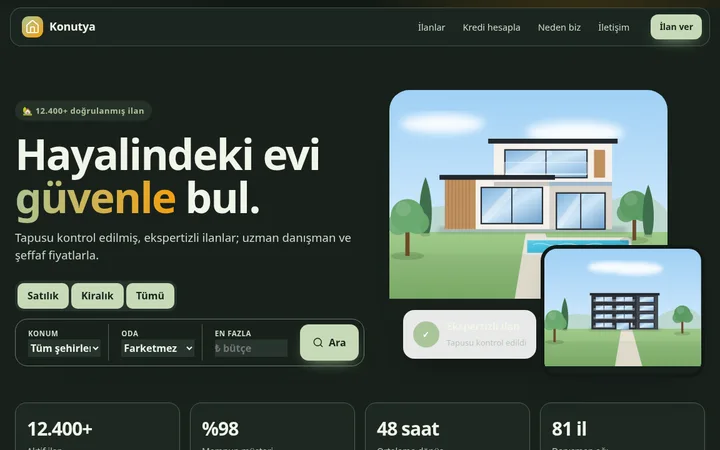 Konutya
İlanlar
Kredi hesapla
Neden biz
İletişim
İlan ver
🏡 12.400+ doğrulanmış ilan
Hayalindeki evi
güvenle bul.
Tapusu kontrol edilmiş, ekspertizli ilanlar; uzman danışman ve
şeffaf fiyatlarla.
Satılık
Kiralık
Tümü
KONUM
ODA
EN FAZLA
Tüm şehirler
Farketmez
₺ bütçe
Ara
✓
Ekspertizli ilan
Tapusu kontrol edildi
12.400+
%98
48 saat
81 il